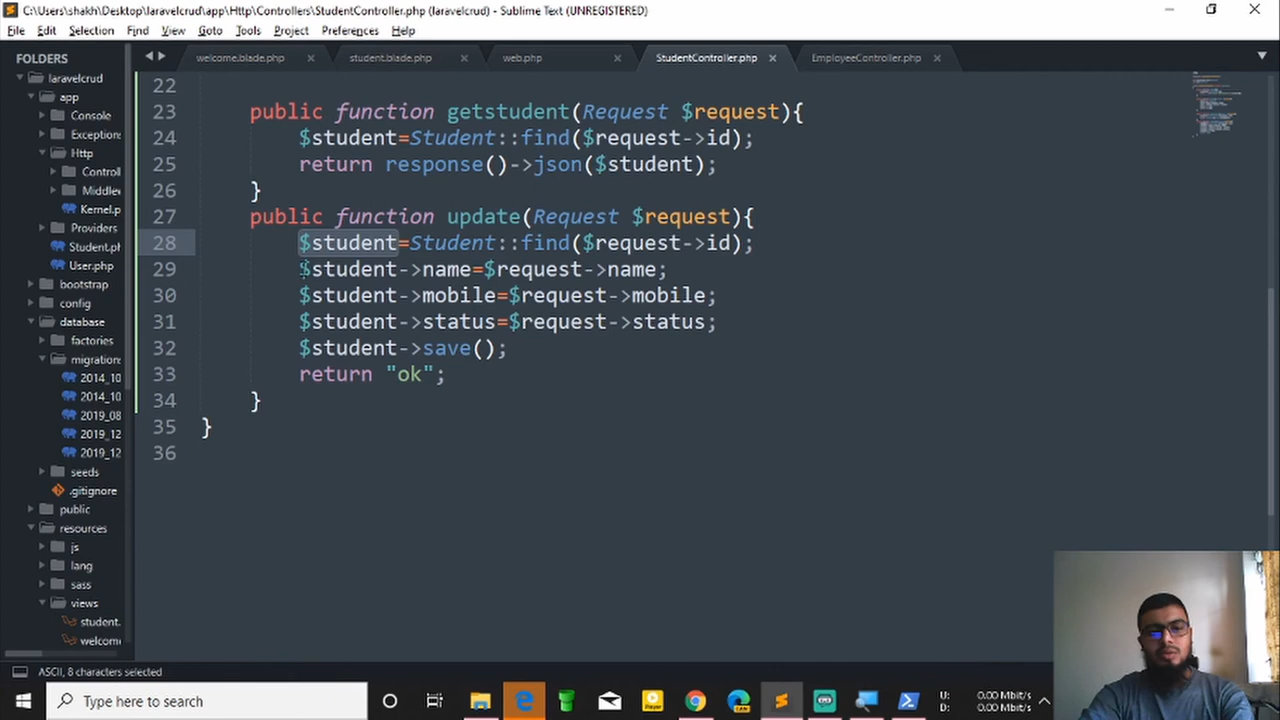 C:\Users\shakh\Desktop\laravelcrud\app\Http\Controllers\StudentController.php (laravelcrud) - Sublime Text (UNREGISTERED)
File Edit Selection Find View Goto Tools Project Preferences Help
FOLDERS
laravelcrud
app
Console
Exceptions
Http
Control
Middlev
Kernel.p
Providers
Student.ph
User.php
bootstrap
config
database
factories
migrations
2014_10
2014_10
2019_08
2019_12
2019_12
seeds
.gitignore
public
resources
js
lang
sass
views
student.
welcome
welcome.blade.php student.blade.php web.php StudentController.php EmployeeController.php
22
23 public function getstudent(Request $request){
24 $student=Student::find($request->id);
25 return response()->json($student);
26 }
27 public function update(Request $request){
28 $student=Student::find($request->id);
29 $student->name=$request->name;
30 $student->mobile=$request->mobile;
31 $student->status=$request->status;
32 $student->save();
33 return "ok";
34 }
35 }
36
ASCII, 8 characters selected
Type here to search
U: 0.00 Mbit/s
D: 0.00 Mbit/s